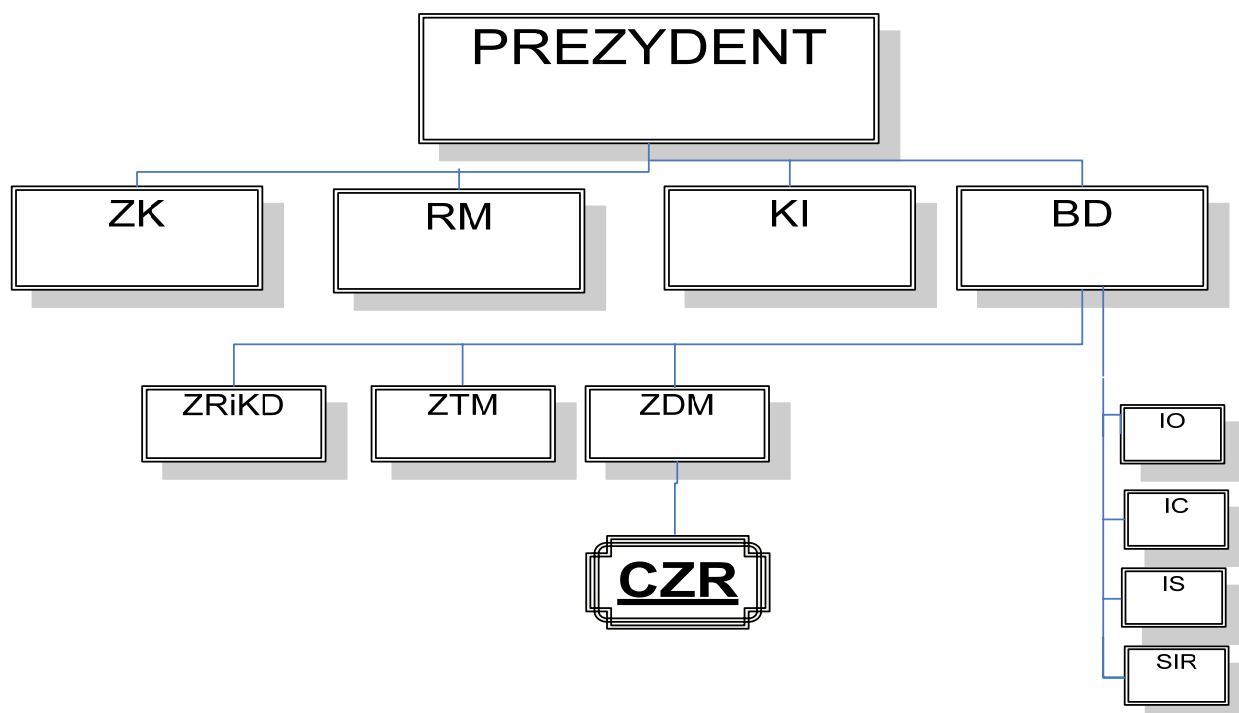 PREZYDENT
ZK
RM
KI
BD
ZRiKD
ZTM
ZDM
IO
IC
IS
SIR
CZR